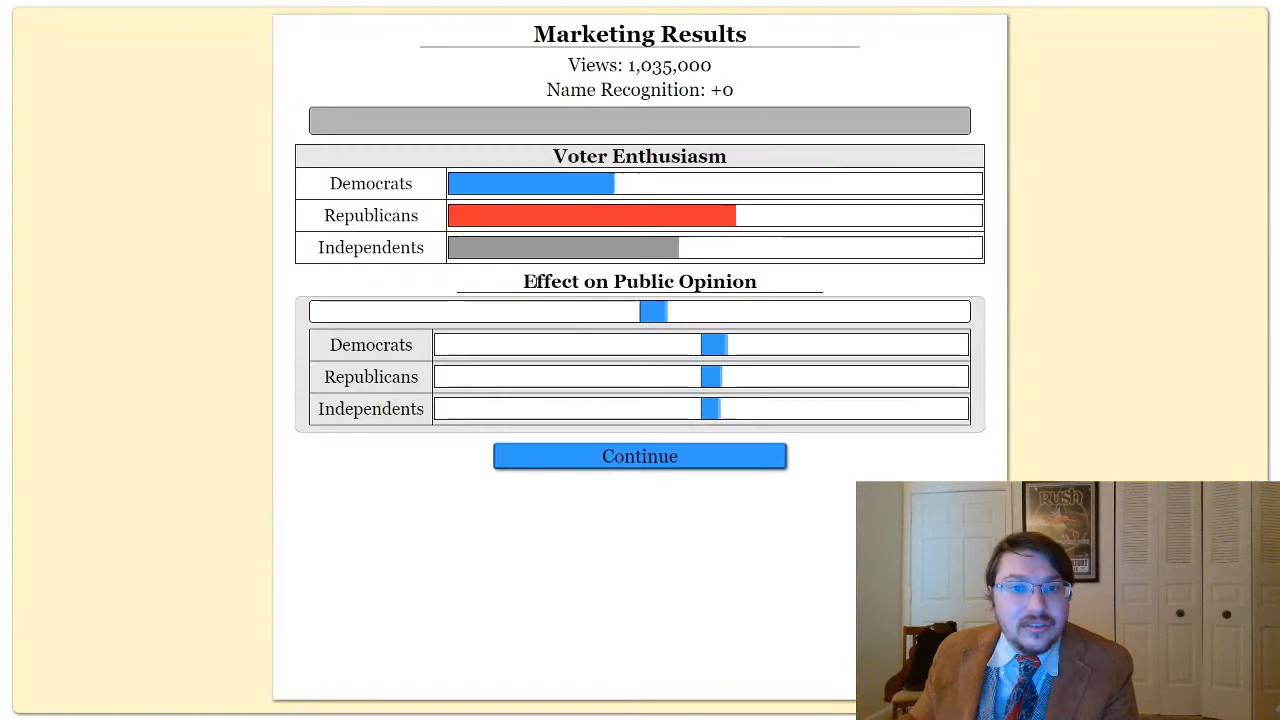 Marketing Results
Views: 1,035,000
Name Recognition: +0
Voter Enthusiasm
Democrats
Republicans
Independents
Effect on Public Opinion
Democrats
Republicans
Independents
Continue
RUSH